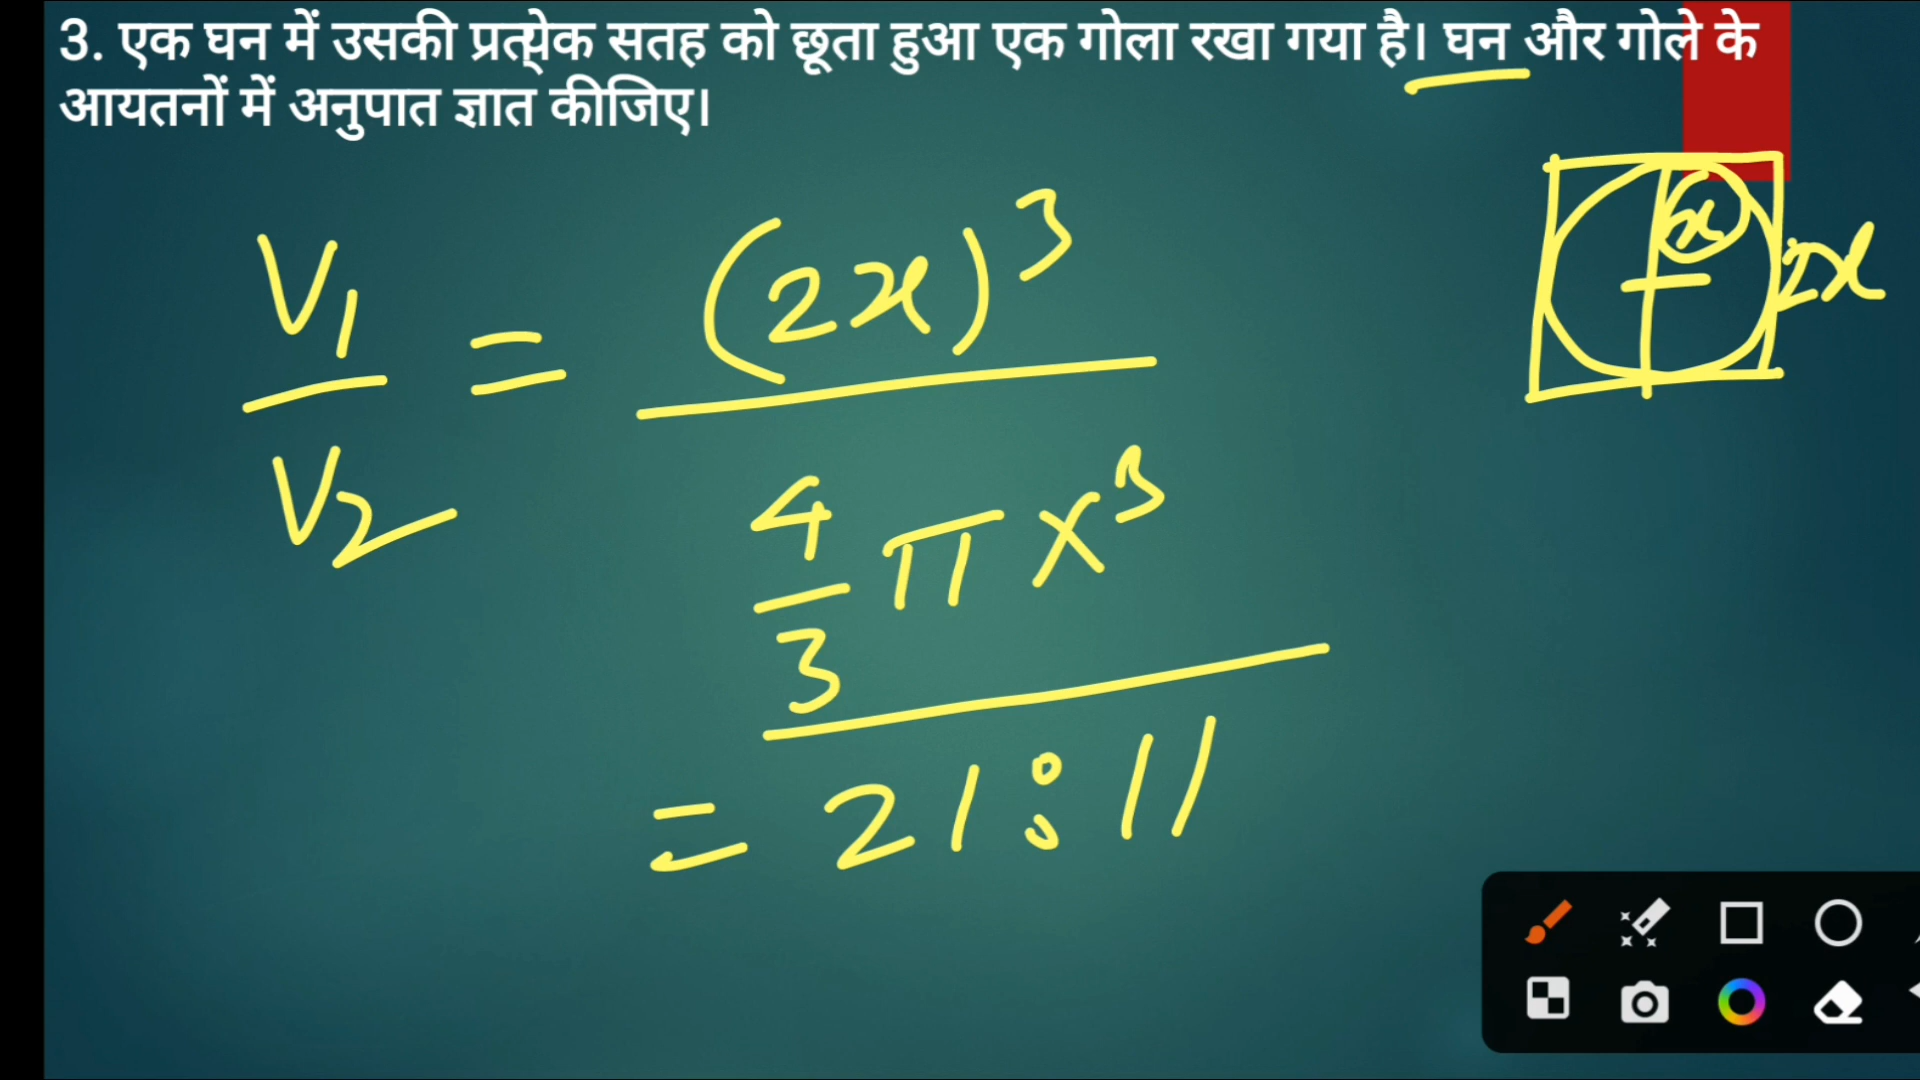 3. एक घन में उसकी प्रत्येक सतह को छूता हुआ एक गोला रखा गया है। घन और गोले के
आयतनों में अनुपात ज्ञात कीजिए।
x
2x
V1/V2 = (2x)³ / 4/3 π x³
= 21 : 11